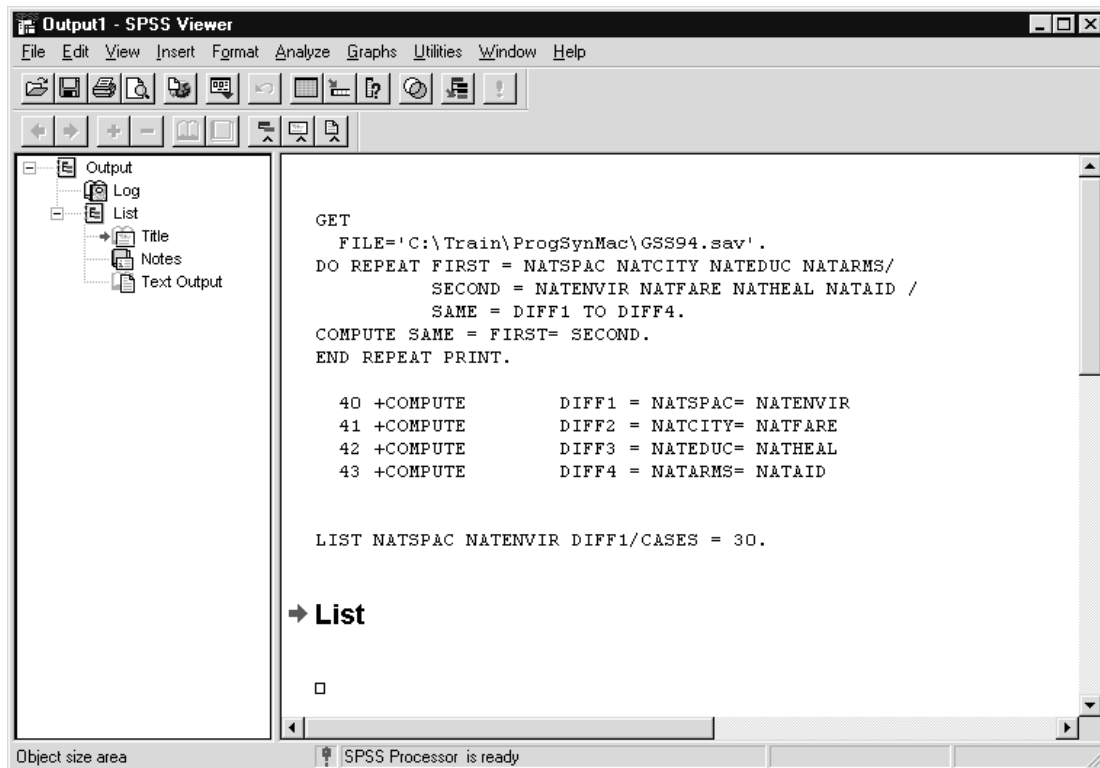 Output1 - SPSS Viewer
File Edit View Insert Format Analyze Graphs Utilities Window Help
Output
Log
List
Title
Notes
Text Output
GET
FILE='C:\Train\ProgSynMac\GSS94.sav'.
DO REPEAT FIRST = NATSPAC NATCITY NATEDUC NATARMS/
SECOND = NATENVIR NATFARE NATHEAL NATAID /
SAME = DIFF1 TO DIFF4.
COMPUTE SAME = FIRST= SECOND.
END REPEAT PRINT.
40 +COMPUTE DIFF1 = NATSPAC= NATENVIR
41 +COMPUTE DIFF2 = NATCITY= NATFARE
42 +COMPUTE DIFF3 = NATEDUC= NATHEAL
43 +COMPUTE DIFF4 = NATARMS= NATAID
LIST NATSPAC NATENVIR DIFF1/CASES = 30.
List
Object size area
SPSS Processor is ready